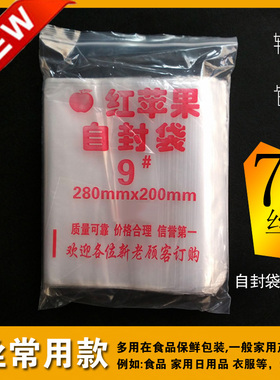 NEW
红苹果
自封袋
9#
280mmx200mm
质量可靠 价格合理 信誉第一
欢迎各位新老顾客订购
7
丝
自封袋
丝常用款
多用在食品保鲜包装,一般家用
例如:食品 家用日用品 衣服等,